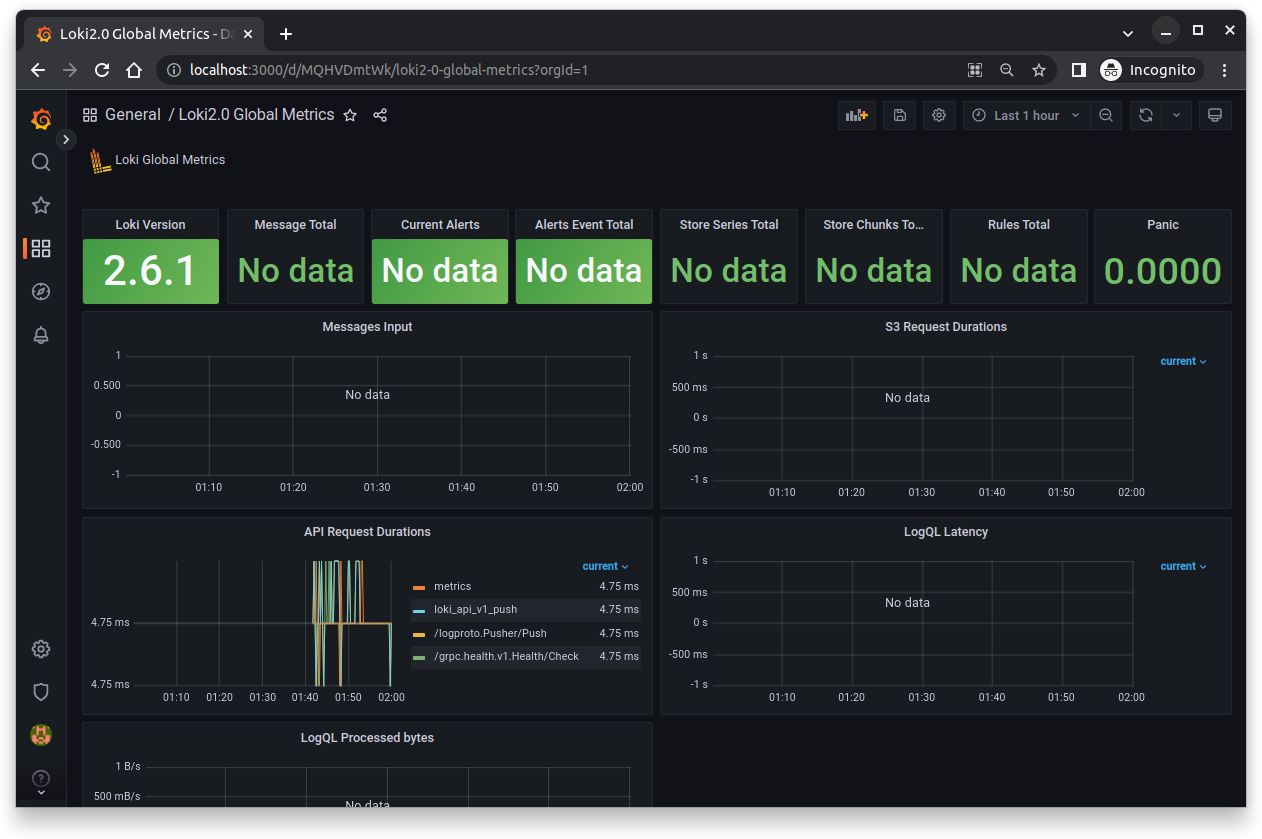 Loki2.0 Global Metrics - Da
localhost:3000/d/MQHVDmtWk/loki2-0-global-metrics?orgId=1
Incognito
General / Loki2.0 Global Metrics
Last 1 hour
Loki Global Metrics
Loki Version
2.6.1
Message Total
No data
Current Alerts
No data
Alerts Event Total
No data
Store Series Total
No data
Store Chunks To...
No data
Rules Total
No data
Panic
0.0000
Messages Input
1
0.500
0
-0.500
-1
No data
01:10 01:20 01:30 01:40 01:50 02:00
S3 Request Durations
1 s
500 ms
0 s
-500 ms
-1 s
No data
01:10 01:20 01:30 01:40 01:50 02:00
current
API Request Durations
4.75 ms
4.75 ms
01:10 01:20 01:30 01:40 01:50 02:00
current
metrics 4.75 ms
loki_api_v1_push 4.75 ms
/logproto.Pusher/Push 4.75 ms
/grpc.health.v1.Health/Check 4.75 ms
LogQL Latency
1 s
500 ms
0 s
-500 ms
-1 s
No data
01:10 01:20 01:30 01:40 01:50 02:00
current
LogQL Processed bytes
1 B/s
500 mB/s
No data